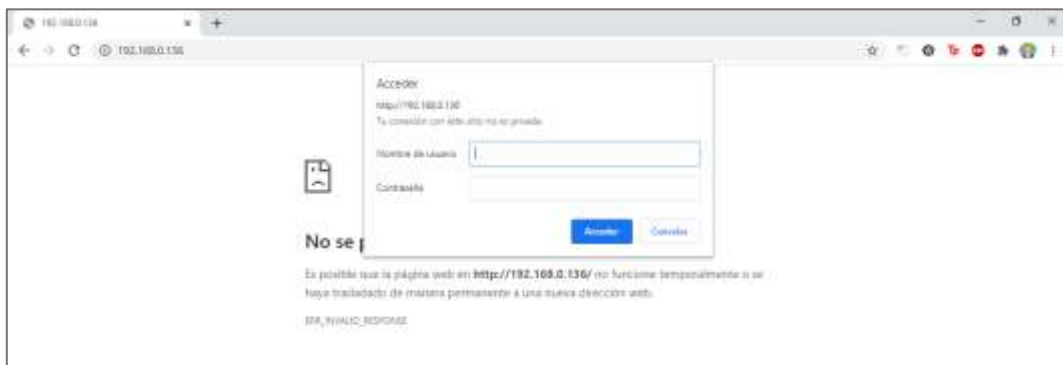 192.168.0.136
192.168.0.136
Acceder
http://192.168.0.136
Tu conexión con este sitio no es privada
Nombre de usuario
Contraseña
Acceder
Cancelar
No se p
Es posible que la página web en http://192.168.0.136/ no funcione temporalmente o se
haya trasladado de manera permanente a una nueva dirección web.
ERR_INVALID_RESPONSE